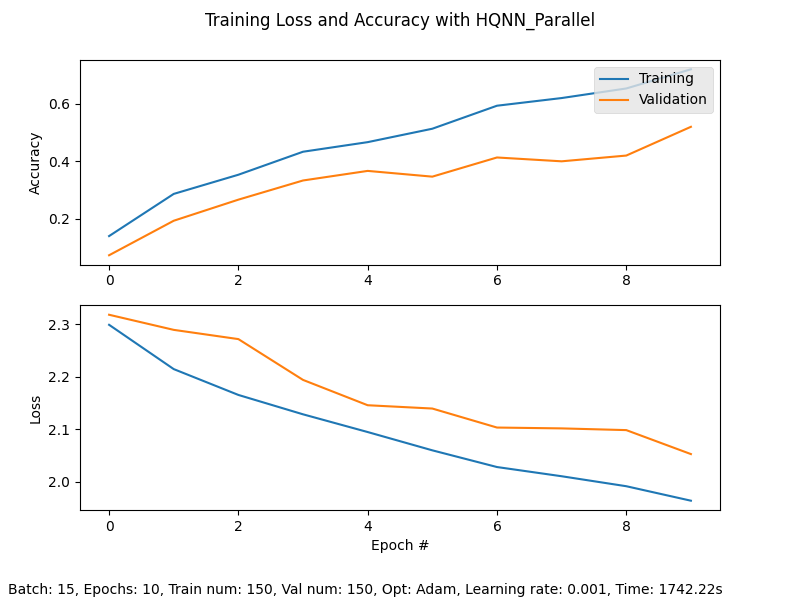 Training Loss and Accuracy with HQNN_Parallel
Accuracy
0.6
0.4
0.2
Training
Validation
0 2 4 6 8
Loss
2.3
2.2
2.1
2.0
0 2 4 6 8
Epoch #
Batch: 15, Epochs: 10, Train num: 150, Val num: 150, Opt: Adam, Learning rate: 0.001, Time: 1742.22s